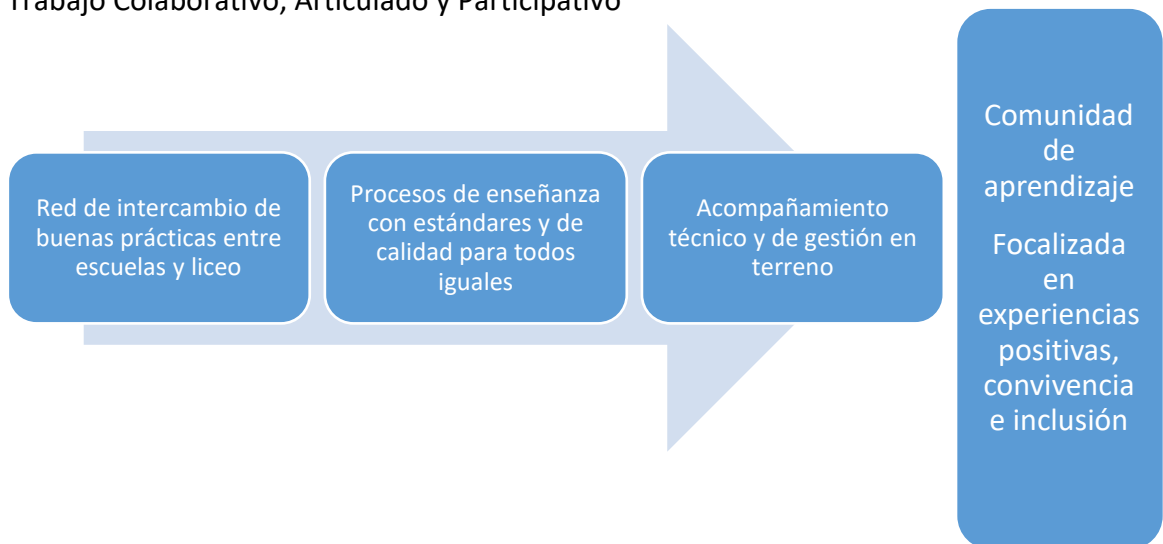 Trabajo Colaborativo, Articulado y Participativo
Red de intercambio de
buenas prácticas entre
escuelas y liceo
Procesos de enseñanza
con estándares y de
calidad para todos
iguales
Acompañamiento
técnico y de gestión en
terreno
Comunidad
de
aprendizaje
Focalizada
en
experiencias
positivas,
convivencia
e inclusión